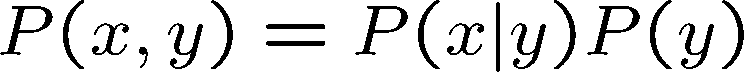 P(x, y) = P(x|y)P(y)